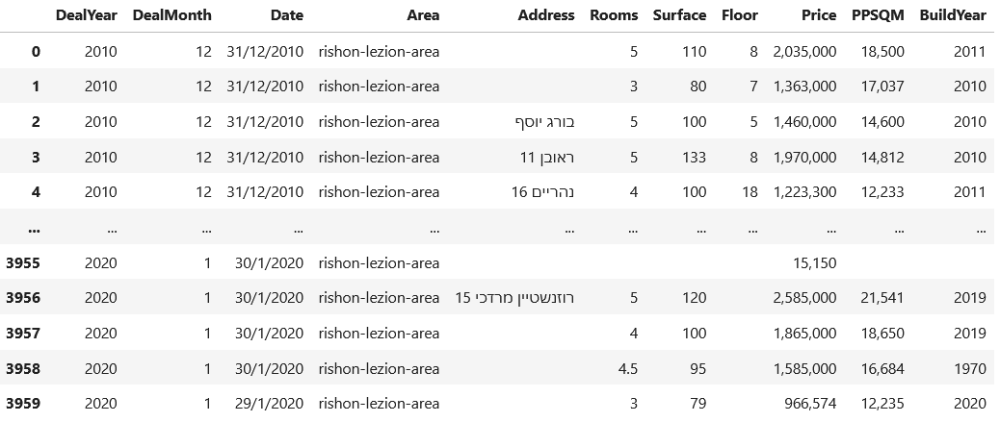 DealYear DealMonth Date Area Address Rooms Surface Floor Price PPSQM BuildYear
0 2010 12 31/12/2010 rishon-lezion-area 5 110 8 2,035,000 18,500 2011
1 2010 12 31/12/2010 rishon-lezion-area 3 80 7 1,363,000 17,037 2010
2 2010 12 31/12/2010 rishon-lezion-area בורג יוסף 5 100 5 1,460,000 14,600 2010
3 2010 12 31/12/2010 rishon-lezion-area ראובן 11 5 133 8 1,970,000 14,812 2010
4 2010 12 31/12/2010 rishon-lezion-area נהריים 16 4 100 18 1,223,300 12,233 2011
... ... ... ... ... ... ... ... ... ... ... ...
3955 2020 1 30/1/2020 rishon-lezion-area 15,150
3956 2020 1 30/1/2020 rishon-lezion-area רוזנשטיין מרדכי 15 5 120 2,585,000 21,541 2019
3957 2020 1 30/1/2020 rishon-lezion-area 4 100 1,865,000 18,650 2019
3958 2020 1 30/1/2020 rishon-lezion-area 4.5 95 1,585,000 16,684 1970
3959 2020 1 29/1/2020 rishon-lezion-area 3 79 966,574 12,235 2020